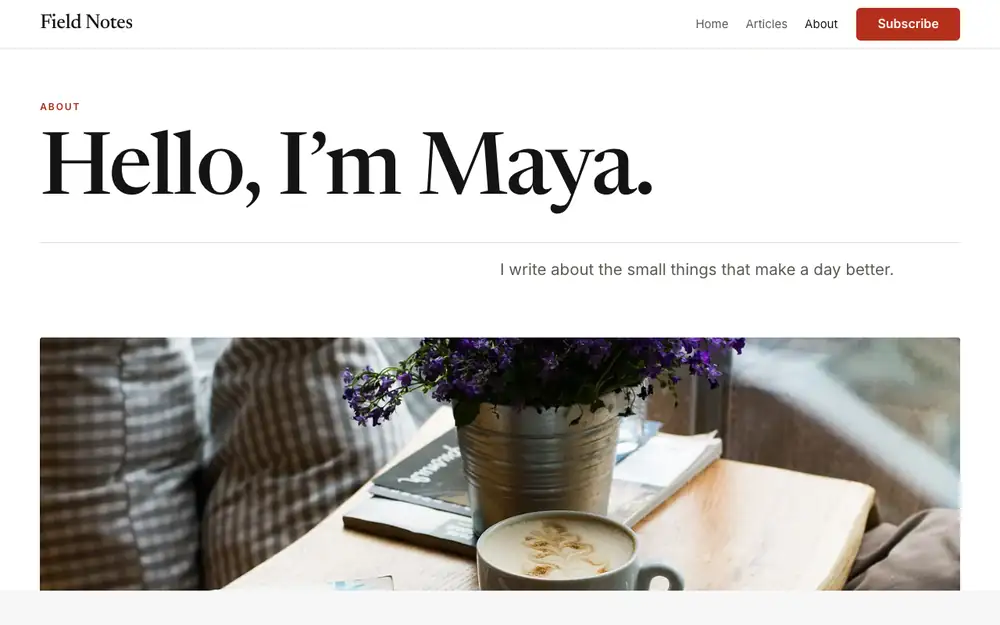 Field Notes
Home Articles About Subscribe
ABOUT
Hello, I’m Maya.
I write about the small things that make a day better.